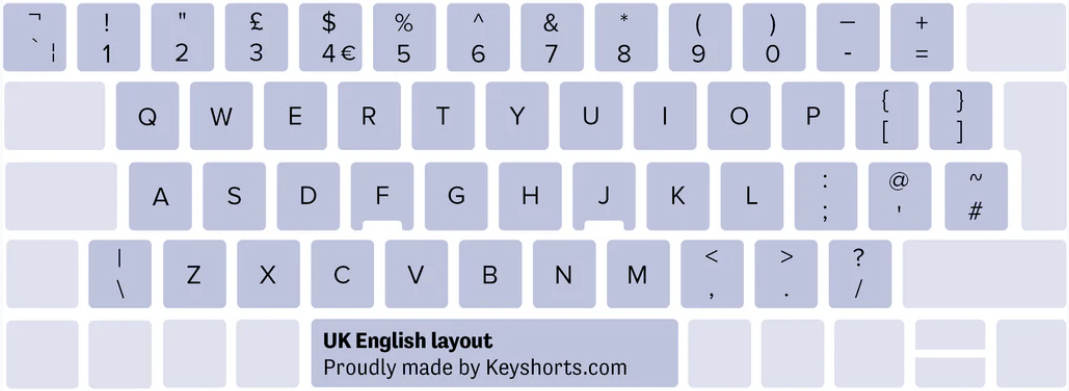 ¬ ! " £ $ % ^ & * ( ) — +
` ¦ 1 2 3 4 € 5 6 7 8 9 0 - =
Q W E R T Y U I O P { }
[ ]
A S D F G H J K L : @ ~
; ' #
| Z X C V B N M < > ?
\ , . /
UK English layout
Proudly made by Keyshorts.com